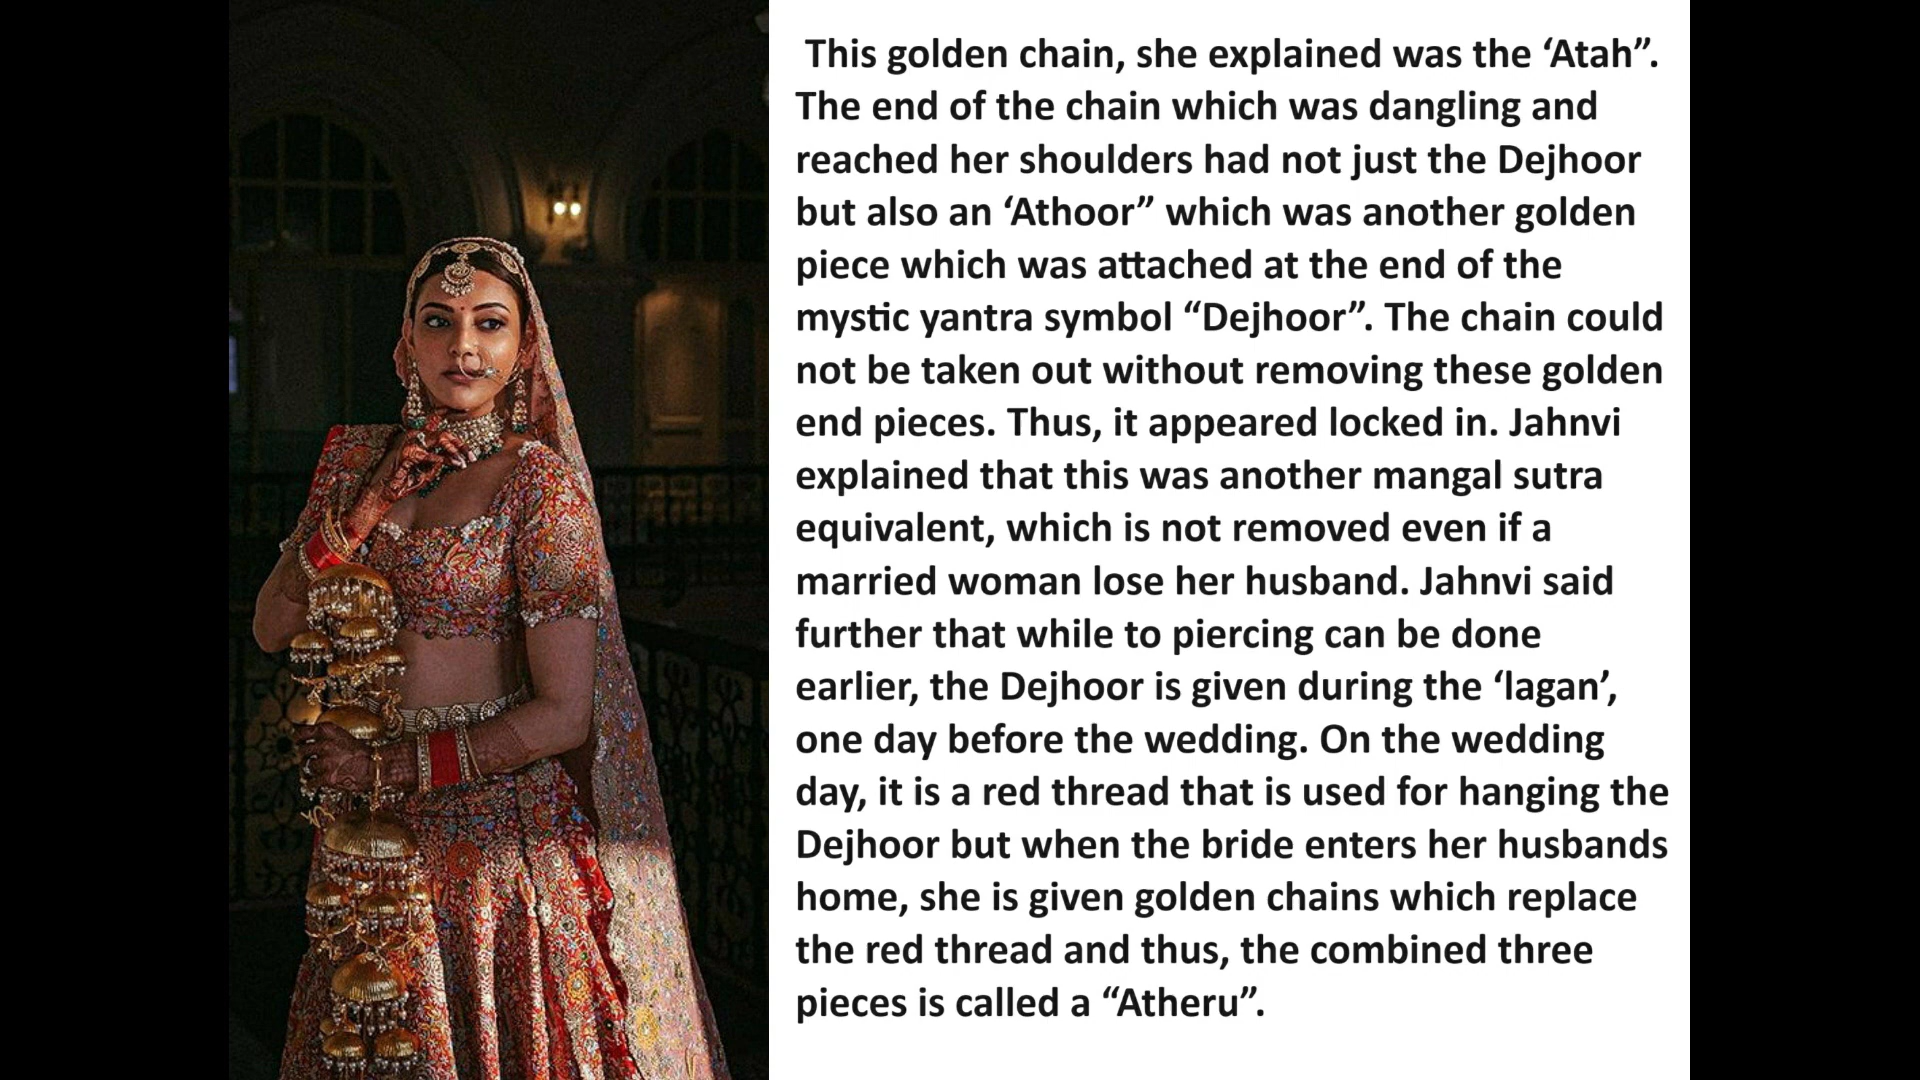 This golden chain, she explained was the ‘Atah”.
The end of the chain which was dangling and
reached her shoulders had not just the Dejhoor
but also an ‘Athoor” which was another golden
piece which was attached at the end of the
mystic yantra symbol “Dejhoor”. The chain could
not be taken out without removing these golden
end pieces. Thus, it appeared locked in. Jahnvi
explained that this was another mangal sutra
equivalent, which is not removed even if a
married woman lose her husband. Jahnvi said
further that while to piercing can be done
earlier, the Dejhoor is given during the ‘lagan’,
one day before the wedding. On the wedding
day, it is a red thread that is used for hanging the
Dejhoor but when the bride enters her husbands
home, she is given golden chains which replace
the red thread and thus, the combined three
pieces is called a “Atheru”.